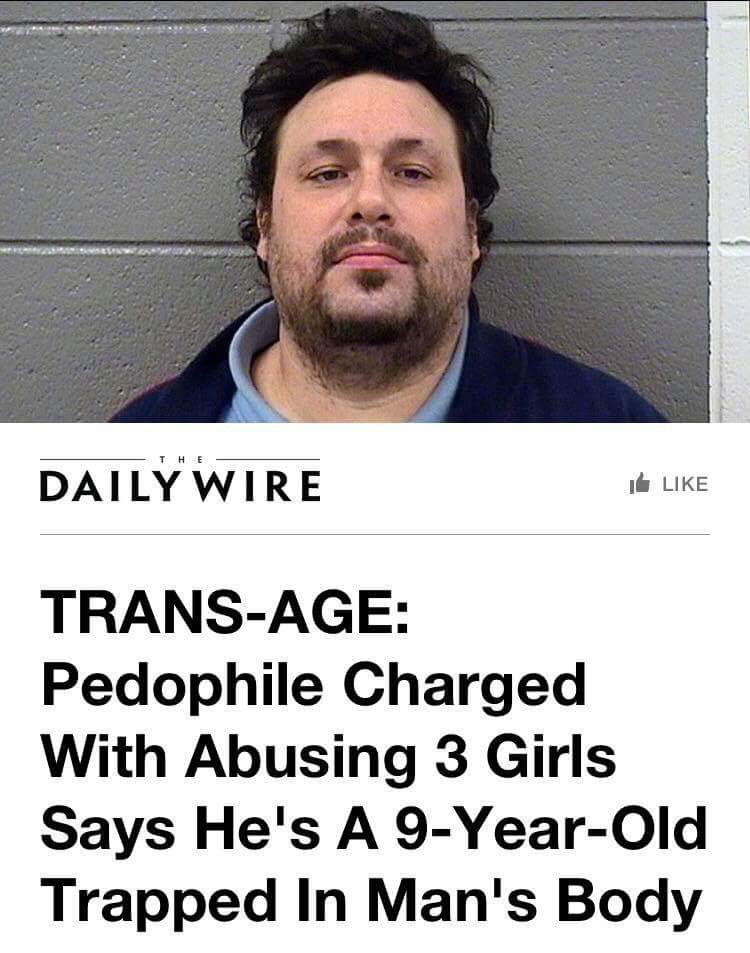 THE
DAILY WIRE
LIKE
TRANS-AGE:
Pedophile Charged
With Abusing 3 Girls
Says He's A 9-Year-Old
Trapped In Man's Body